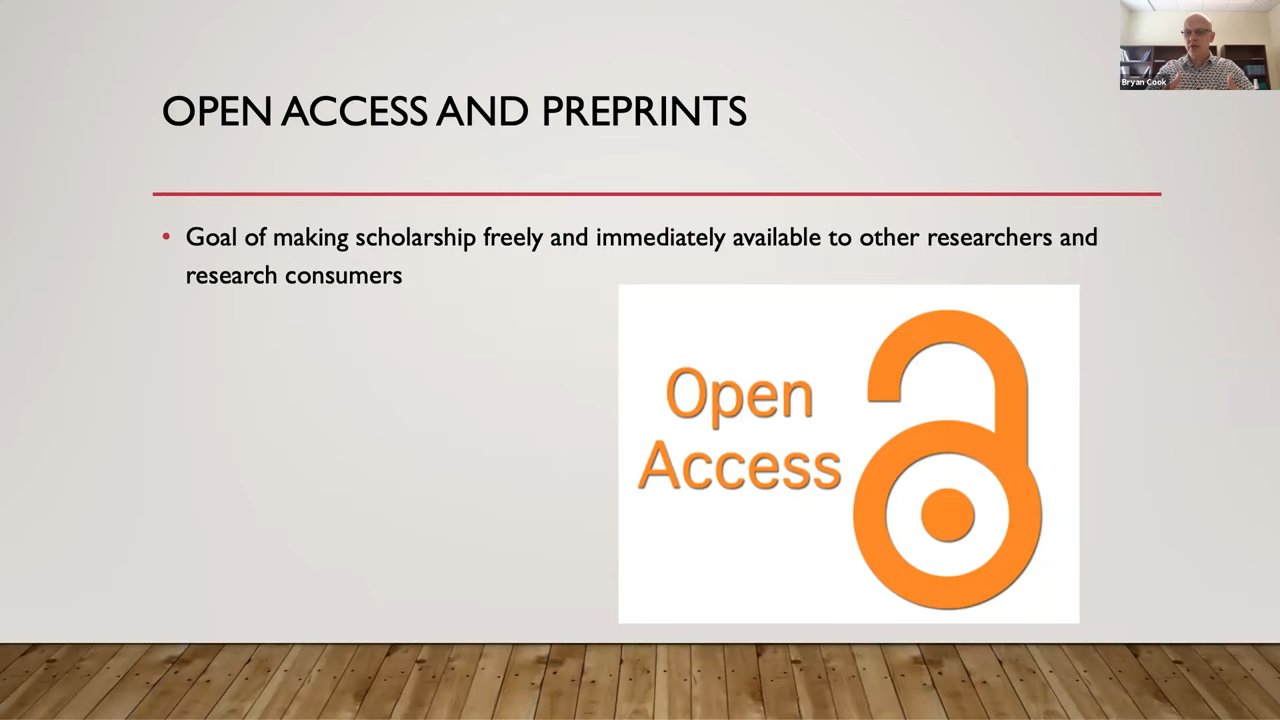 Bryan Cook
OPEN ACCESS AND PREPRINTS
• Goal of making scholarship freely and immediately available to other researchers and
research consumers
Open
Access